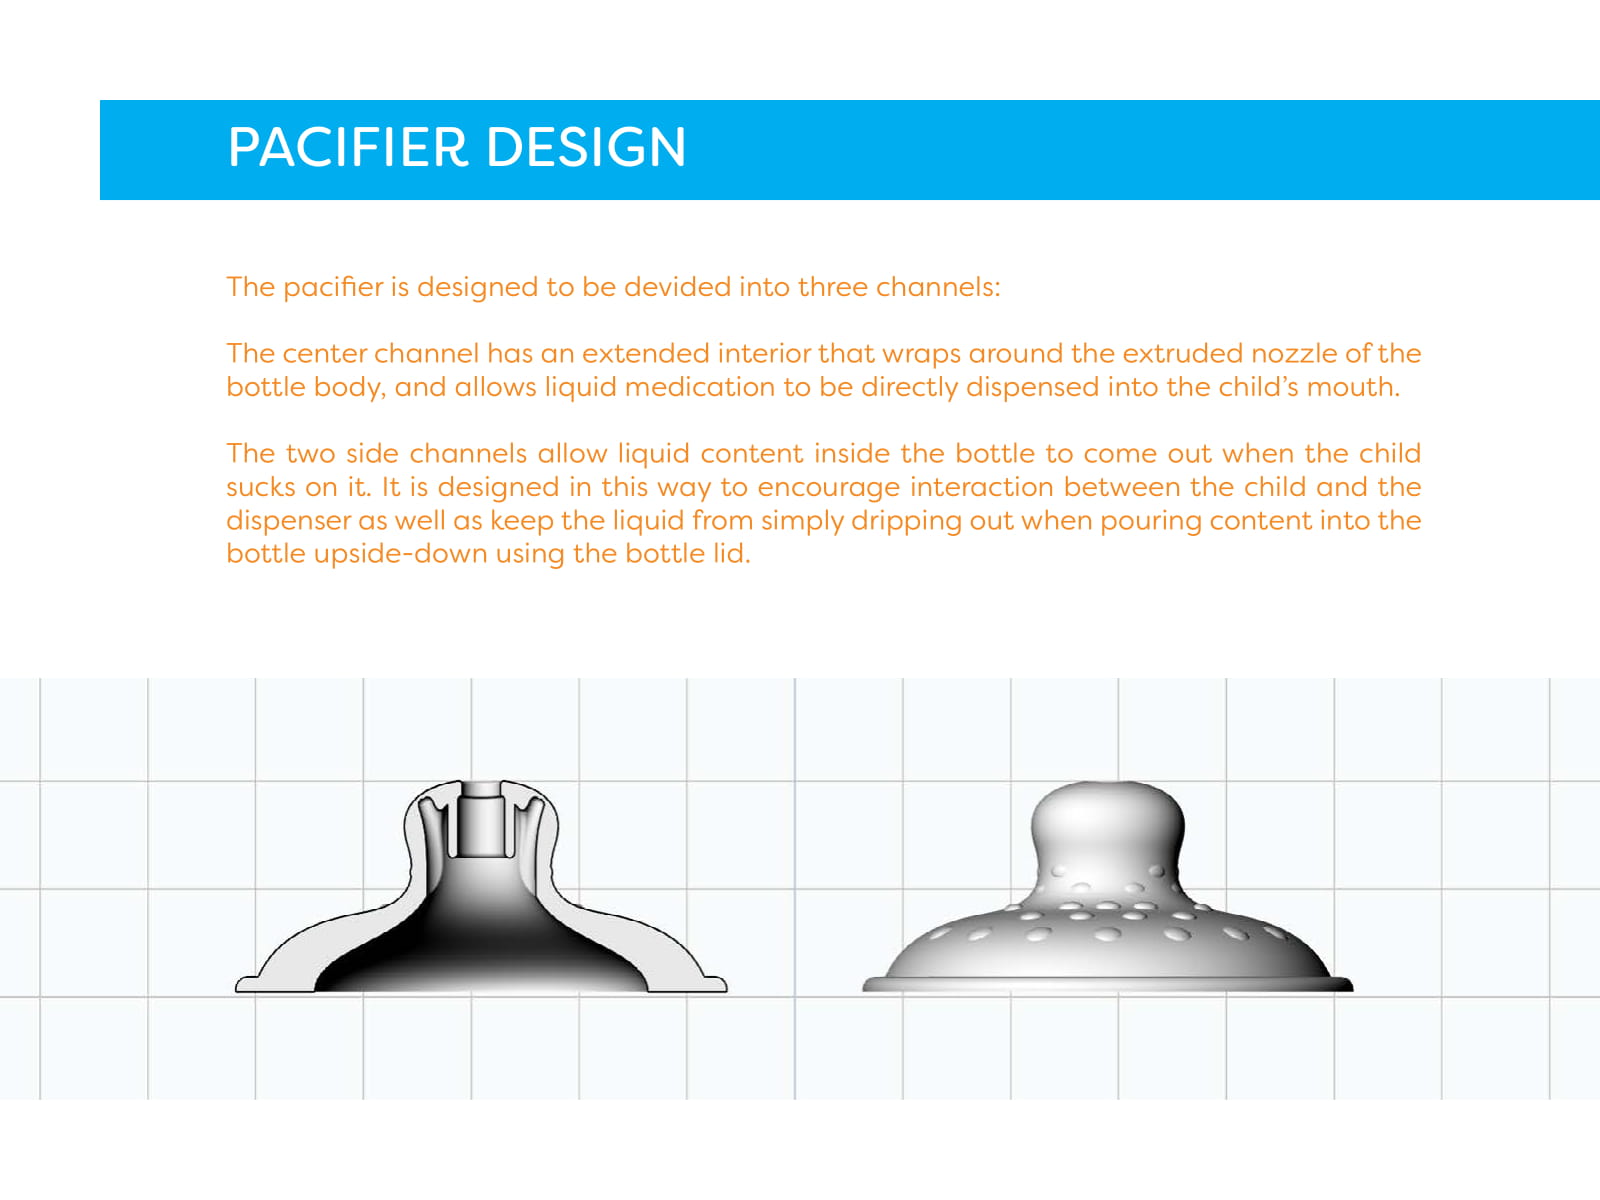 PACIFIER DESIGN
The pacifier is designed to be devided into three channels:
The center channel has an extended interior that wraps around the extruded nozzle of the
bottle body, and allows liquid medication to be directly dispensed into the child’s mouth.
The two side channels allow liquid content inside the bottle to come out when the child
sucks on it. It is designed in this way to encourage interaction between the child and the
dispenser as well as keep the liquid from simply dripping out when pouring content into the
bottle upside-down using the bottle lid.